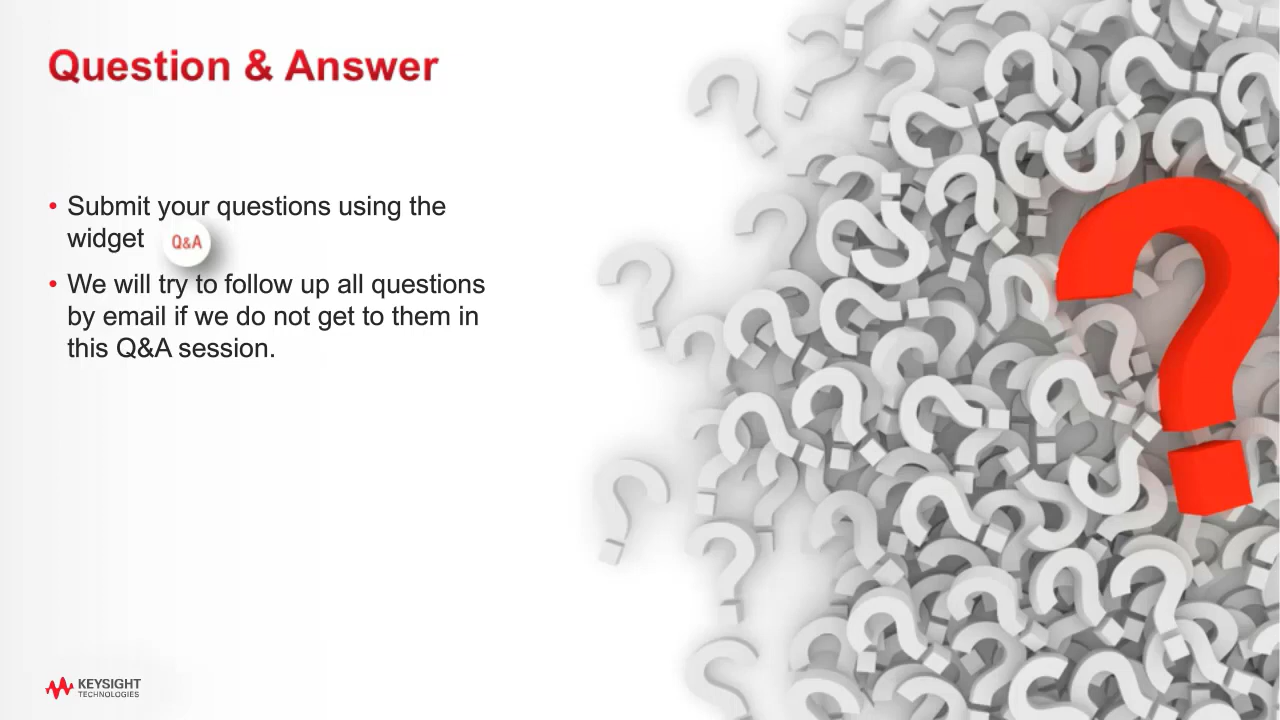 Question & Answer
• Submit your questions using the
widget Q&A
• We will try to follow up all questions
by email if we do not get to them in
this Q&A session.
KEYSIGHT
TECHNOLOGIES